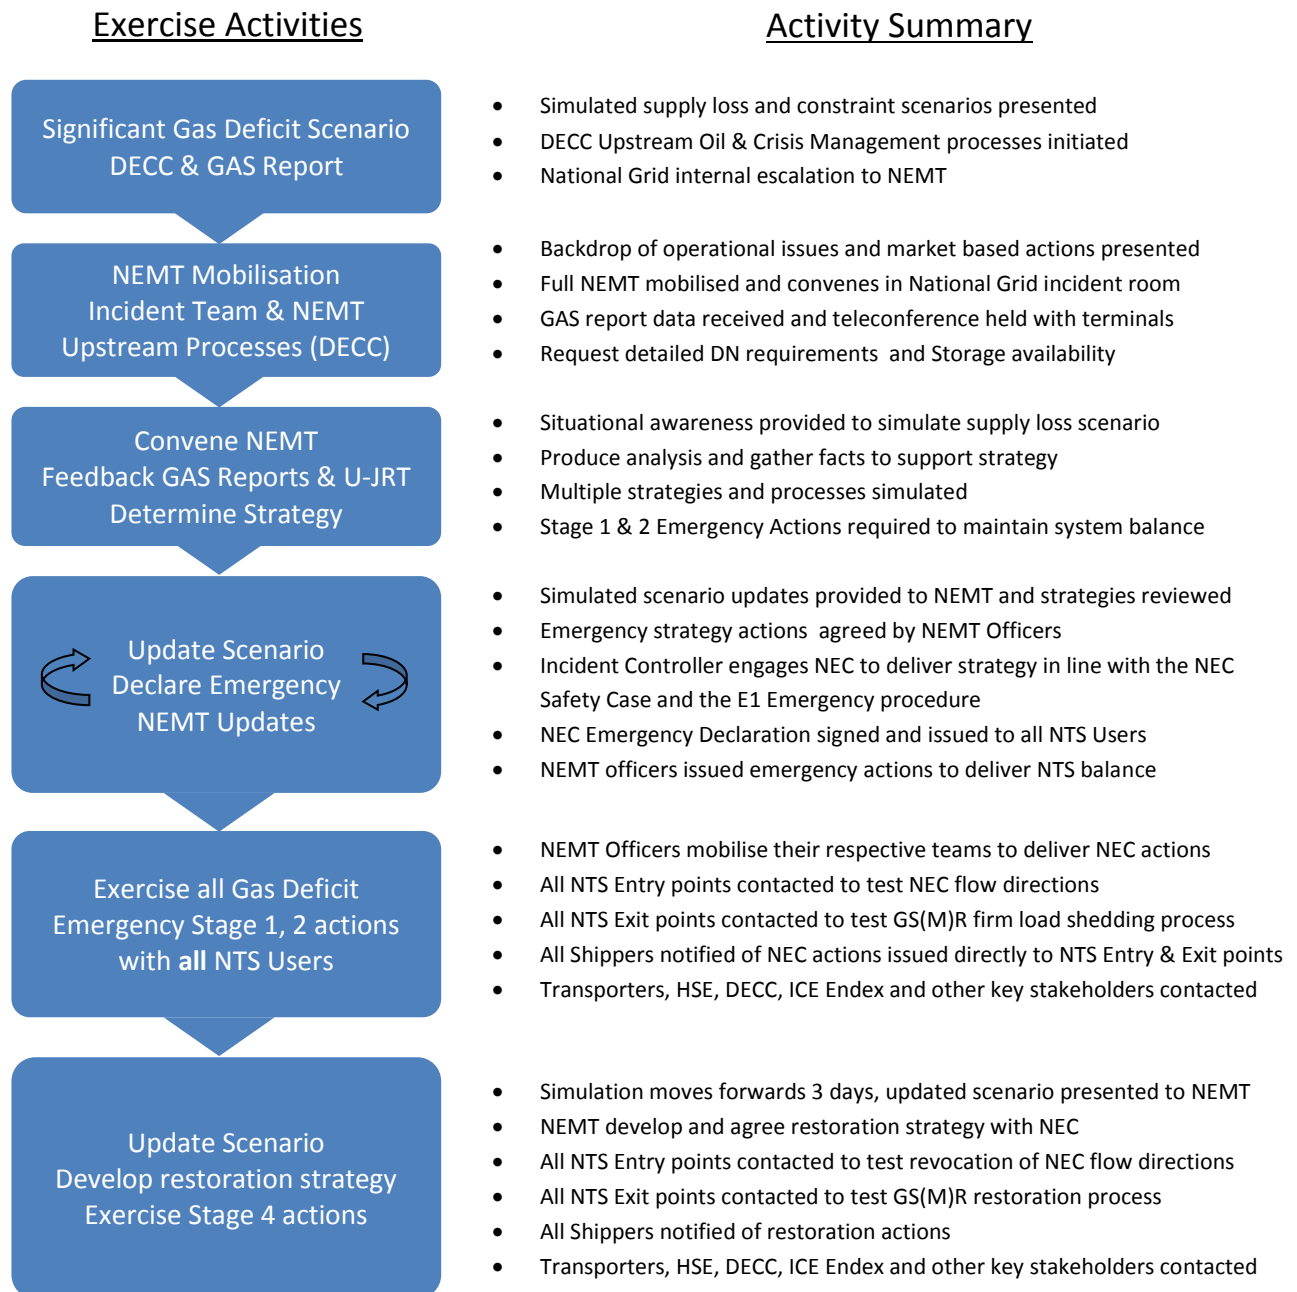 Exercise Activities
Activity Summary
Significant Gas Deficit Scenario
DECC & GAS Report
• Simulated supply loss and constraint scenarios presented
• DECC Upstream Oil & Crisis Management processes initiated
• National Grid internal escalation to NEMT
NEMT Mobilisation
Incident Team & NEMT
Upstream Processes (DECC)
• Backdrop of operational issues and market based actions presented
• Full NEMT mobilised and convenes in National Grid incident room
• GAS report data received and teleconference held with terminals
• Request detailed DN requirements and Storage availability
Convene NEMT
Feedback GAS Reports & U-JRT
Determine Strategy
• Situational awareness provided to simulate supply loss scenario
• Produce analysis and gather facts to support strategy
• Multiple strategies and processes simulated
• Stage 1 & 2 Emergency Actions required to maintain system balance
Update Scenario
Declare Emergency
NEMT Updates
• Simulated scenario updates provided to NEMT and strategies reviewed
• Emergency strategy actions agreed by NEMT Officers
• Incident Controller engages NEC to deliver strategy in line with the NEC
Safety Case and the E1 Emergency procedure
• NEC Emergency Declaration signed and issued to all NTS Users
• NEMT officers issued emergency actions to deliver NTS balance
Exercise all Gas Deficit
Emergency Stage 1, 2 actions
with all NTS Users
• NEMT Officers mobilise their respective teams to deliver NEC actions
• All NTS Entry points contacted to test NEC flow directions
• All NTS Exit points contacted to test GS(M)R firm load shedding process
• All Shippers notified of NEC actions issued directly to NTS Entry & Exit points
• Transporters, HSE, DECC, ICE Endex and other key stakeholders contacted
Update Scenario
Develop restoration strategy
Exercise Stage 4 actions
• Simulation moves forwards 3 days, updated scenario presented to NEMT
• NEMT develop and agree restoration strategy with NEC
• All NTS Entry points contacted to test revocation of NEC flow directions
• All NTS Exit points contacted to test GS(M)R restoration process
• All Shippers notified of restoration actions
• Transporters, HSE, DECC, ICE Endex and other key stakeholders contacted